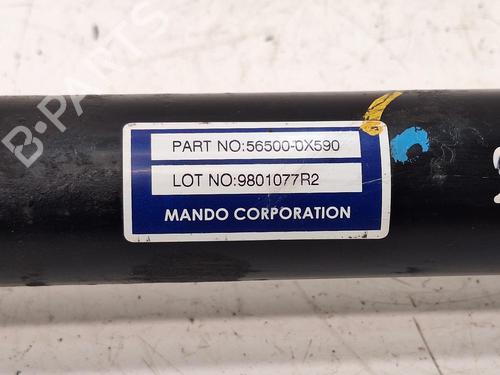 B-PARTS
PART NO:56500-0X590
LOT NO:9801077R2
MANDO CORPORATION